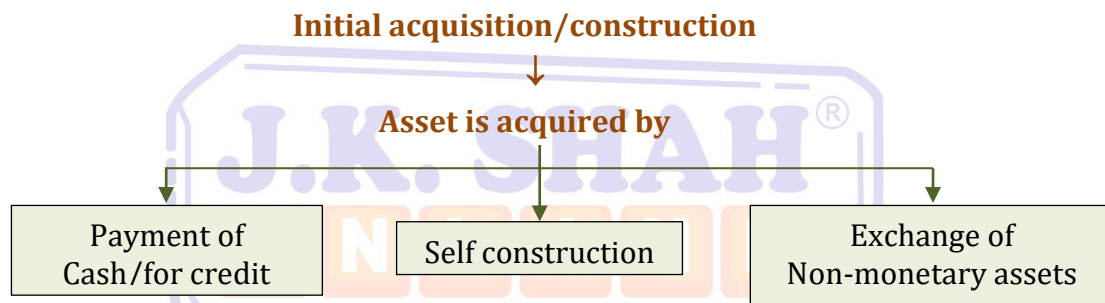 Initial acquisition/construction
Asset is acquired by
J.K. SHAH®
Payment of
Cash/for credit
Self construction
Exchange of
Non-monetary assets